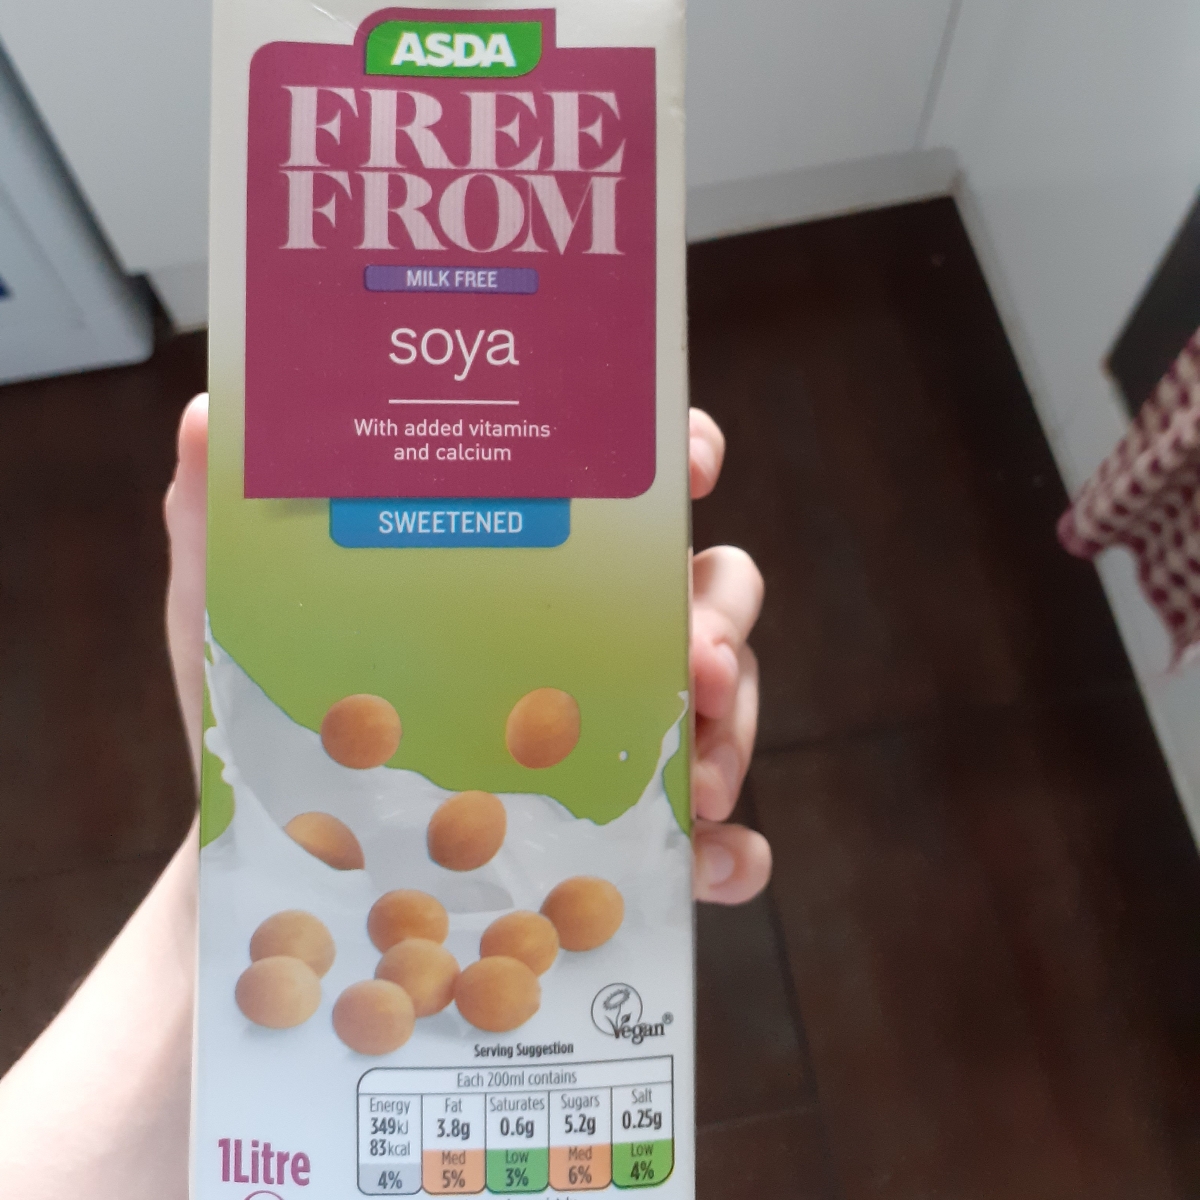 ASDA
FREE
FROM
MILK FREE
soya
With added vitamins
and calcium
SWEETENED
Vegan®
Serving Suggestion
Each 200ml contains
Energy Fat Saturates Sugars Salt
349kJ 3.8g 0.6g 5.2g 0.25g
83kcal Med Low Med Low
4% 5% 3% 6% 4%
1Litre